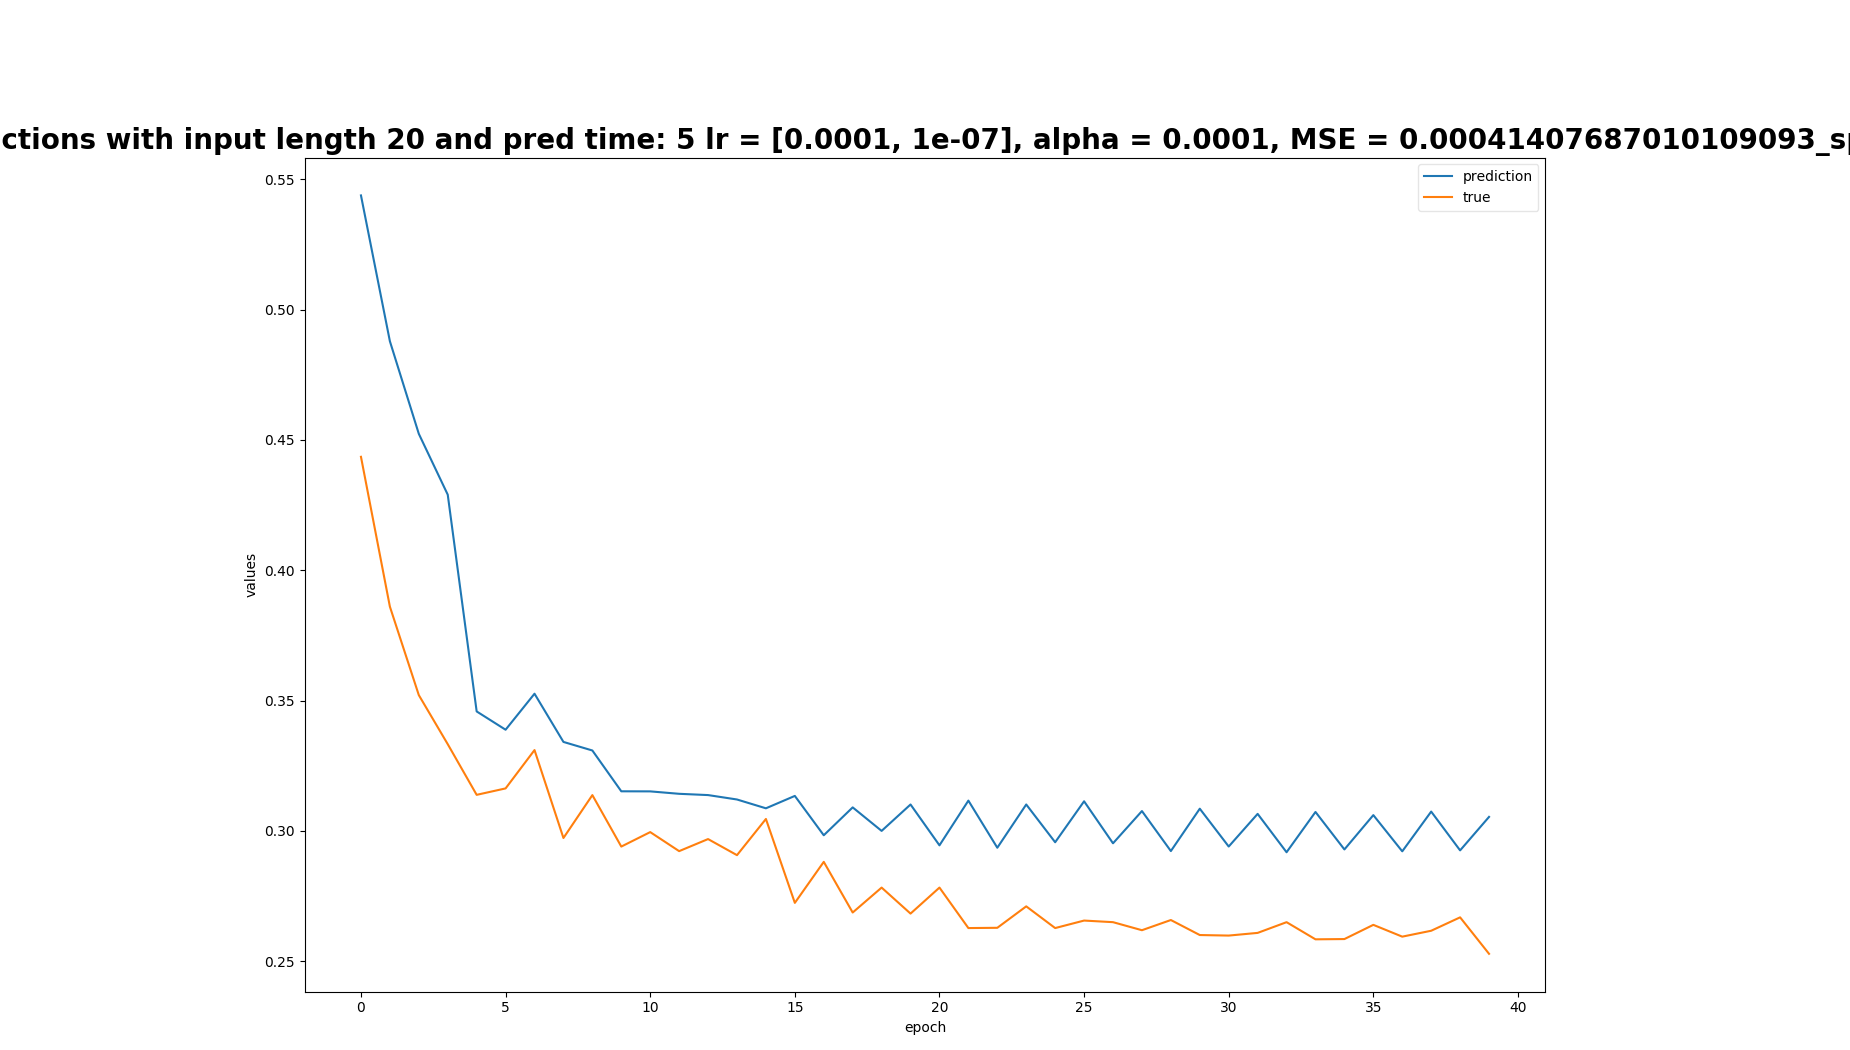 ctions with input length 20 and pred time: 5 lr = [0.0001, 1e-07], alpha = 0.0001, MSE = 0.00041407687010109093_sp
prediction
true
0.55
0.50
0.45
0.40
0.35
0.30
0.25
values
0 5 10 15 20 25 30 35 40
epoch